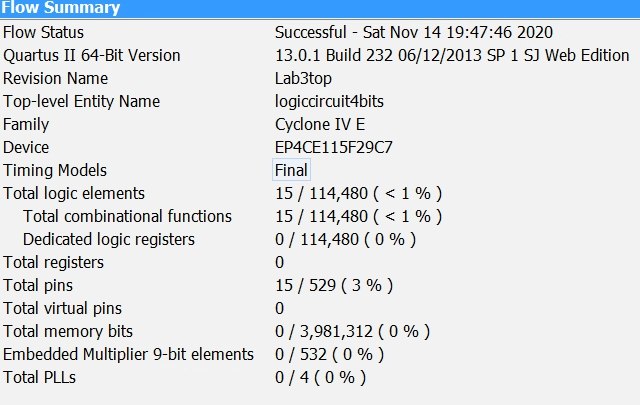 Flow Summary
Flow Status Successful - Sat Nov 14 19:47:46 2020
Quartus II 64-Bit Version 13.0.1 Build 232 06/12/2013 SP 1 SJ Web Edition
Revision Name Lab3top
Top-level Entity Name logiccircuit4bits
Family Cyclone IV E
Device EP4CE115F29C7
Timing Models Final
Total logic elements 15 / 114,480 ( < 1 % )
Total combinational functions 15 / 114,480 ( < 1 % )
Dedicated logic registers 0 / 114,480 ( 0 % )
Total registers 0
Total pins 15 / 529 ( 3 % )
Total virtual pins 0
Total memory bits 0 / 3,981,312 ( 0 % )
Embedded Multiplier 9-bit elements 0 / 532 ( 0 % )
Total PLLs 0 / 4 ( 0 % )